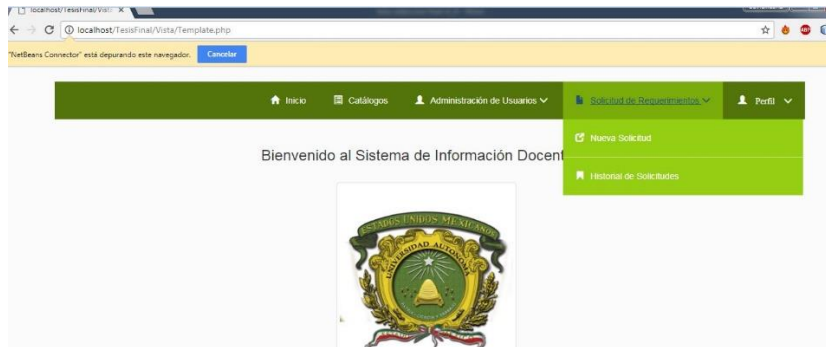 localhost/TesisFinal/Vista/Template.php
"NetBeans Connector" está depurando este navegador. Cancelar
Inicio Catálogos Administración de Usuarios Solicitud de Requerimientos Perfil
Nueva Solicitud
Bienvenido al Sistema de Información Docent
Historial de Solicitudes
ESTADOS UNIDOS MEXICANOS
UNIVERSIDAD AUTONOMA